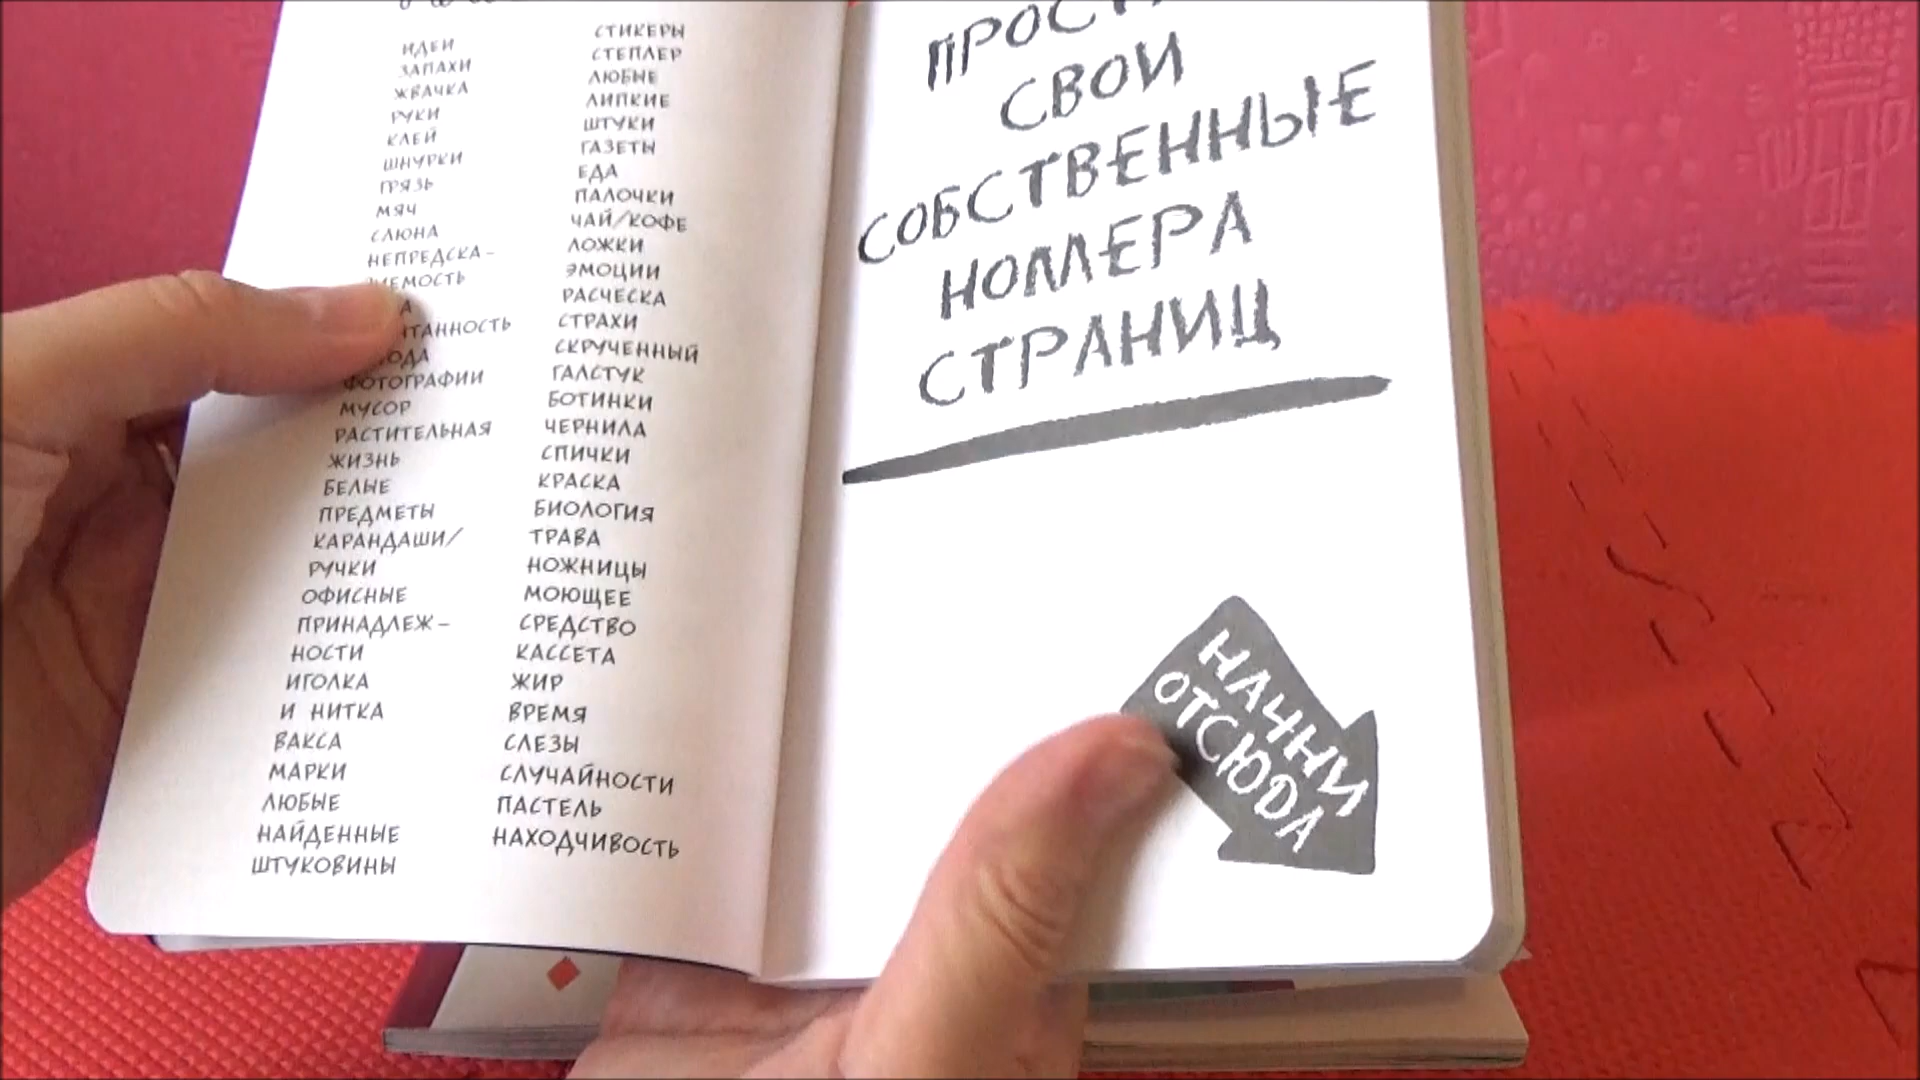 ИДЕИ
ЗАПАХИ
ЖВАЧКА
РУКИ
КЛЕЙ
ШНУРКИ
ГРЯЗЬ
МЯЧ
СЛЮНА
НЕПРЕДСКА-
ФОТОГРАФИИ
МУСОР
РАСТИТЕЛЬНАЯ
ЖИЗНЬ
БЕЛЫЕ
ПРЕДМЕТЫ
КАРАНДАШИ/
РУЧКИ
ОФИСНЫЕ
ПРИНАДЛЕЖ-
НОСТИ
ИГОЛКА
И НИТКА
ВАКСА
МАРКИ
ЛЮБЫЕ
НАЙДЕННЫЕ
ШТУКОВИНЫ
СТИКЕРЫ
СТЕПЛЕР
ЛЮБЫЕ
ЛИПКИЕ
ШТУКИ
ГАЗЕТЫ
ЕДА
ПАЛОЧКИ
ЧАЙ/КОФЕ
ЛОЖКИ
ЭМОЦИИ
РАСЧЕСКА
СТРАХИ
СКРУЧЕННЫЙ
ГАЛСТУК
БОТИНКИ
ЧЕРНИЛА
СПИЧКИ
КРАСКА
БИОЛОГИЯ
ТРАВА
НОЖНИЦЫ
МОЮЩЕЕ
СРЕДСТВО
КАССЕТА
ЖИР
ВРЕМЯ
СЛЕЗЫ
СЛУЧАЙНОСТИ
ПАСТЕЛЬ
НАХОДЧИВОСТЬ
СВОИ
СОБСТВЕННЫЕ
НОМЕРА
СТРАНИЦ
НАЧНИ
ОТСЮДА